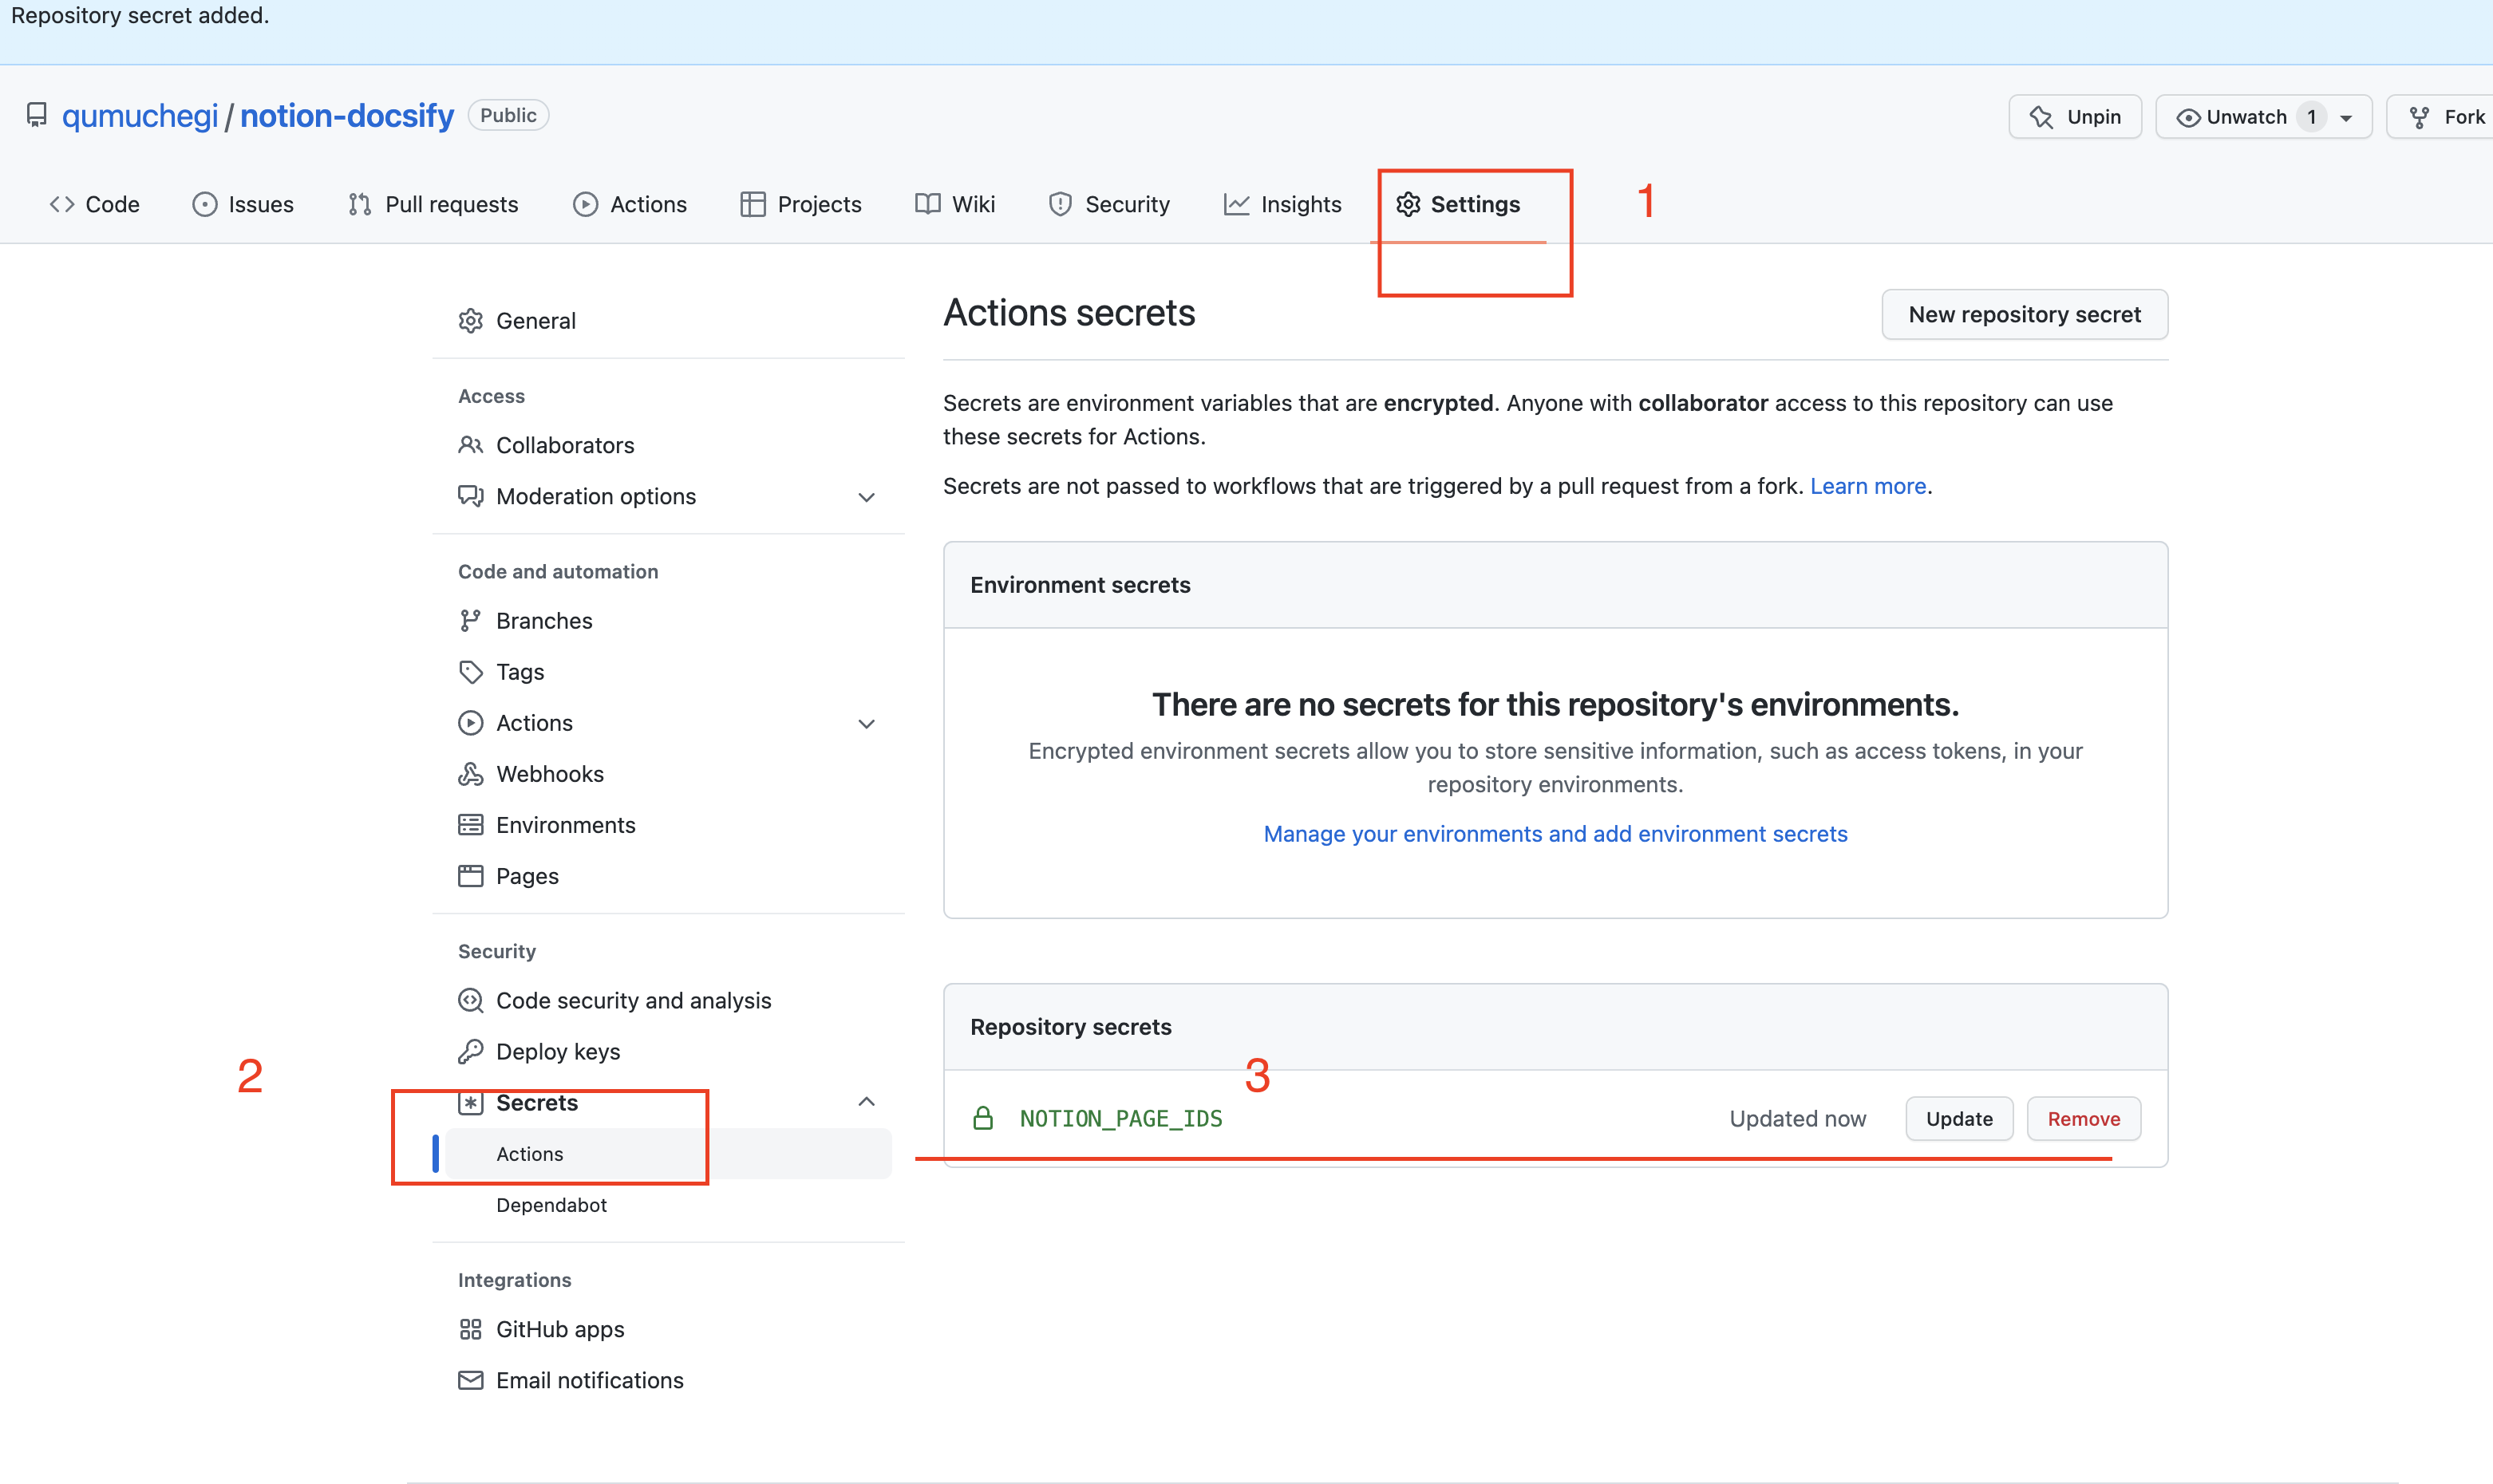 Repository secret added.
qumuchegi / notion-docsify Public
Unpin
Unwatch 1
Fork
Code
Issues
Pull requests
Actions
Projects
Wiki
Security
Insights
Settings
1
General
Access
Collaborators
Moderation options
Code and automation
Branches
Tags
Actions
Webhooks
Environments
Pages
Security
Code security and analysis
Deploy keys
2
Secrets
Actions
Dependabot
Integrations
GitHub apps
Email notifications
Actions secrets
New repository secret
Secrets are environment variables that are encrypted. Anyone with collaborator access to this repository can use
these secrets for Actions.
Secrets are not passed to workflows that are triggered by a pull request from a fork. Learn more.
Environment secrets
There are no secrets for this repository's environments.
Encrypted environment secrets allow you to store sensitive information, such as access tokens, in your
repository environments.
Manage your environments and add environment secrets
Repository secrets
3
NOTION_PAGE_IDS
Updated now
Update
Remove